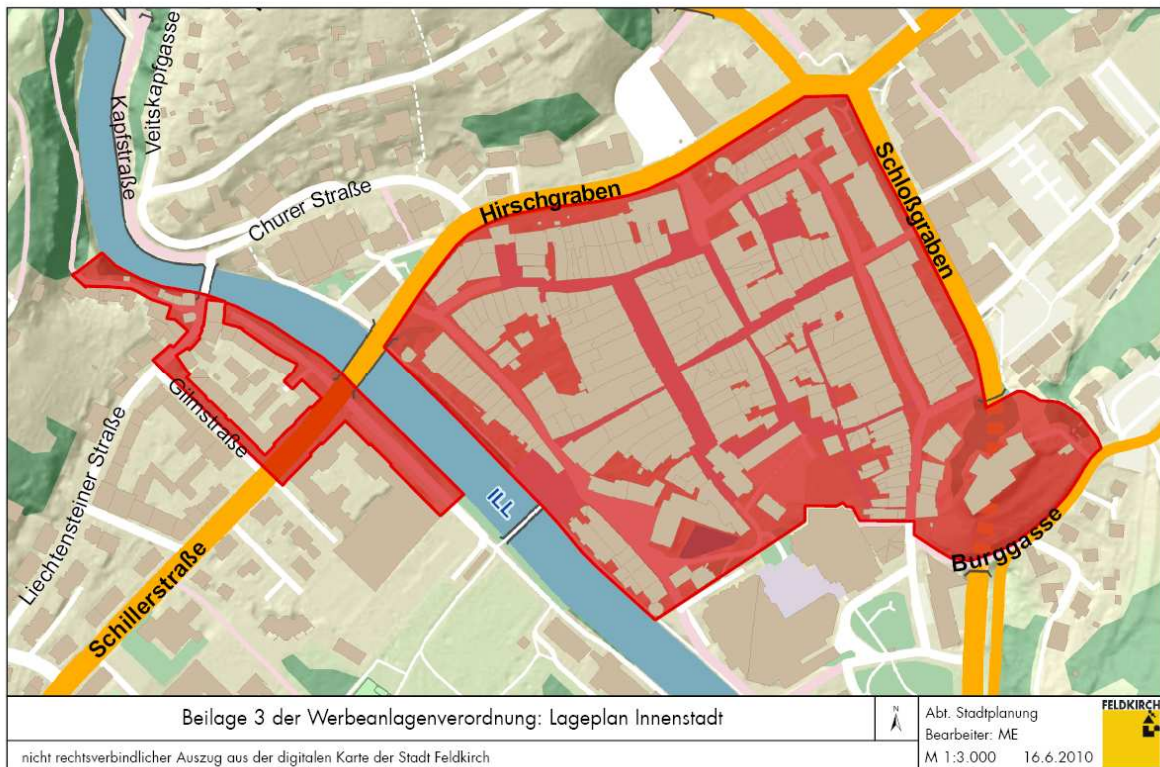 Veitskapfgasse
Kapfstraße
Churer Straße
Hirschgraben
Schloßgraben
Gilmstraße
Liechtensteiner Straße
ILL
Schillerstraße
Burggasse
Beilage 3 der Werbeanlagenverordnung: Lageplan Innenstadt
nicht rechtsverbindlicher Auszug aus der digitalen Karte der Stadt Feldkirch
N
Abt. Stadtplanung
Bearbeiter: ME
M 1:3.000 16.6.2010
FELDKIRCH